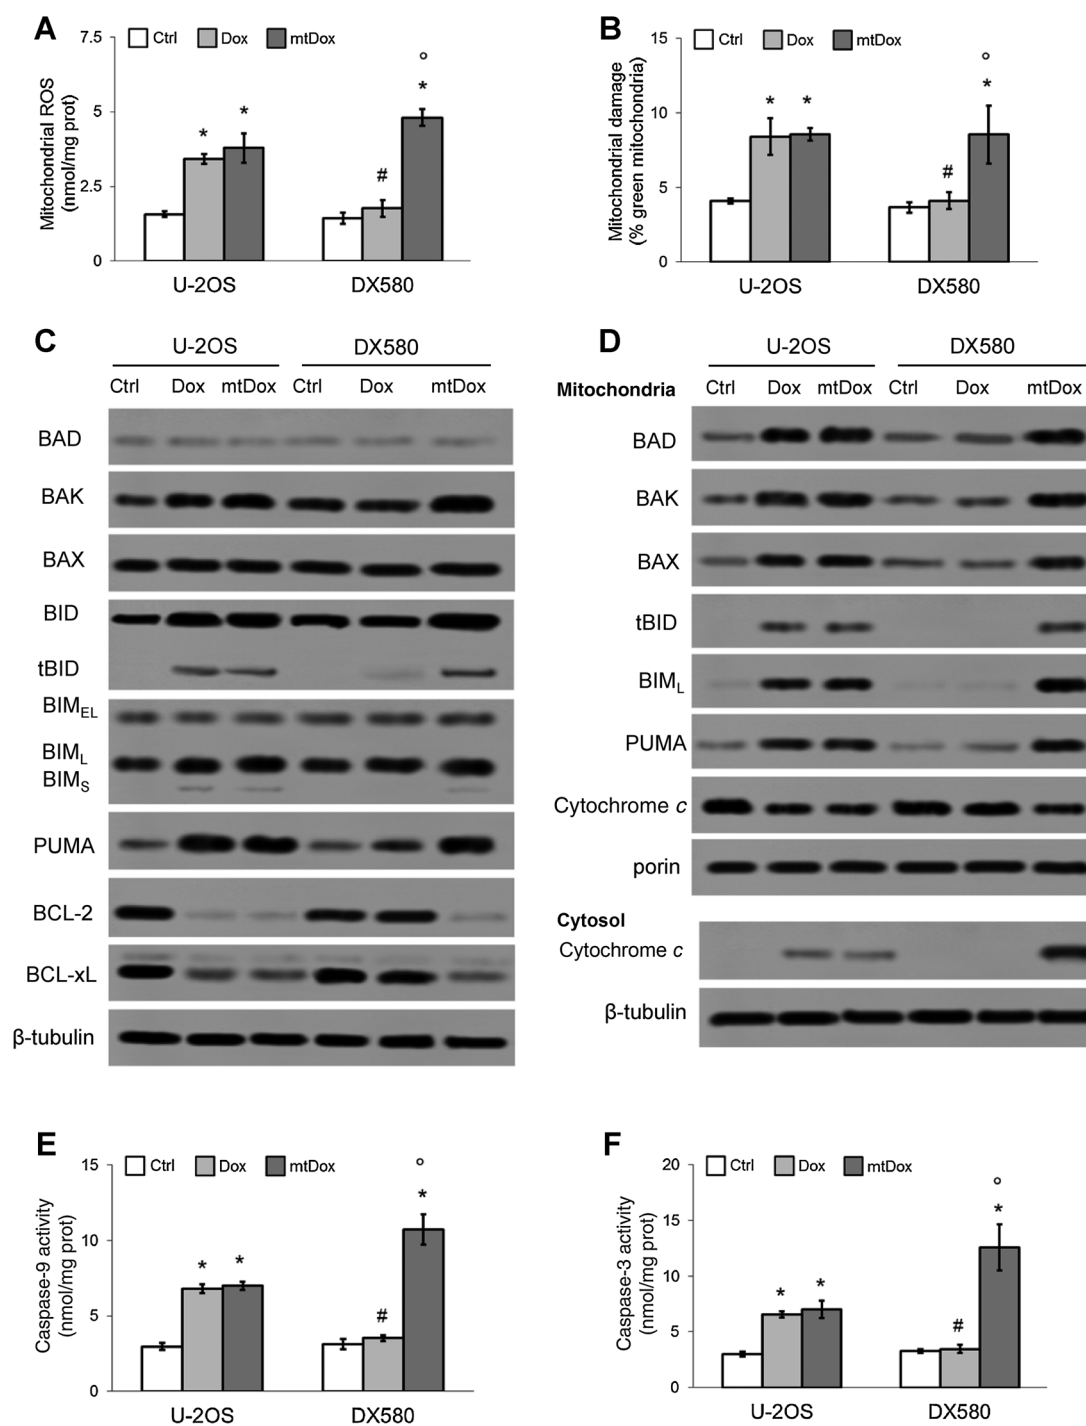 A
Mitochondrial ROS
(nmol/mg prot)
7.5
5
2.5
0
Ctrl Dox mtDox
* * # ° *
U-2OS DX580
B
Mitochondrial damage
(% green mitochondria)
15
10
5
0
Ctrl Dox mtDox
* * # ° *
U-2OS DX580
C
U-2OS DX580
Ctrl Dox mtDox Ctrl Dox mtDox
BAD
BAK
BAX
BID
tBID
BIMEL
BIML
BIMS
PUMA
BCL-2
BCL-xL
β-tubulin
D
U-2OS DX580
Mitochondria Ctrl Dox mtDox Ctrl Dox mtDox
BAD
BAK
BAX
tBID
BIML
PUMA
Cytochrome c
porin
Cytosol
Cytochrome c
β-tubulin
E
Caspase-9 activity
(nmol/mg prot)
15
10
5
0
Ctrl Dox mtDox
* * # ° *
U-2OS DX580
F
Caspase-3 activity
(nmol/mg prot)
20
15
10
5
0
Ctrl Dox mtDox
* * # ° *
U-2OS DX580